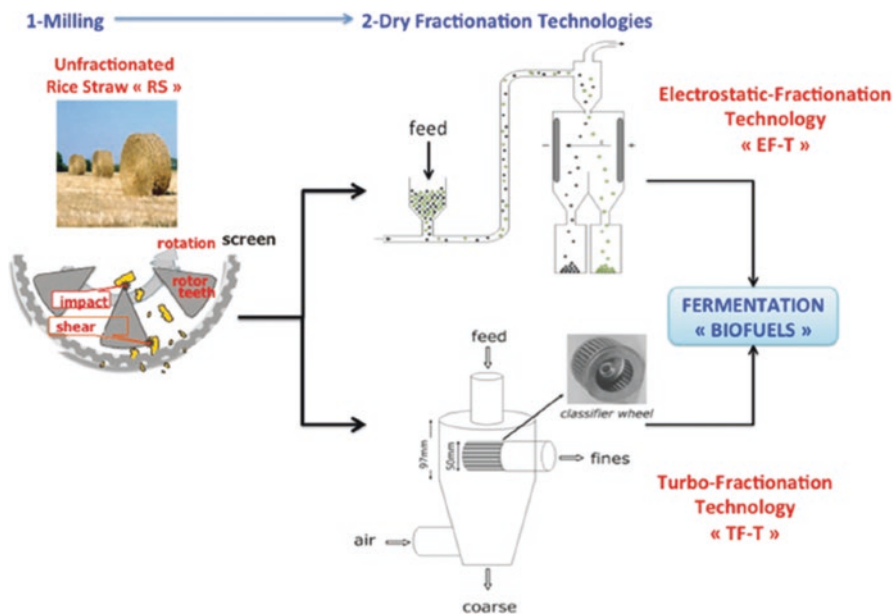 1-Milling
2-Dry Fractionation Technologies
Unfractionated
Rice Straw « RS »
rotation
screen
rotor
teeth
impact
shear
feed
Electrostatic-Fractionation
Technology
« EF-T »
FERMENTATION
« BIOFUELS »
feed
classifier wheel
97mm
50mm
fines
air
coarse
Turbo-Fractionation
Technology
« TF-T »